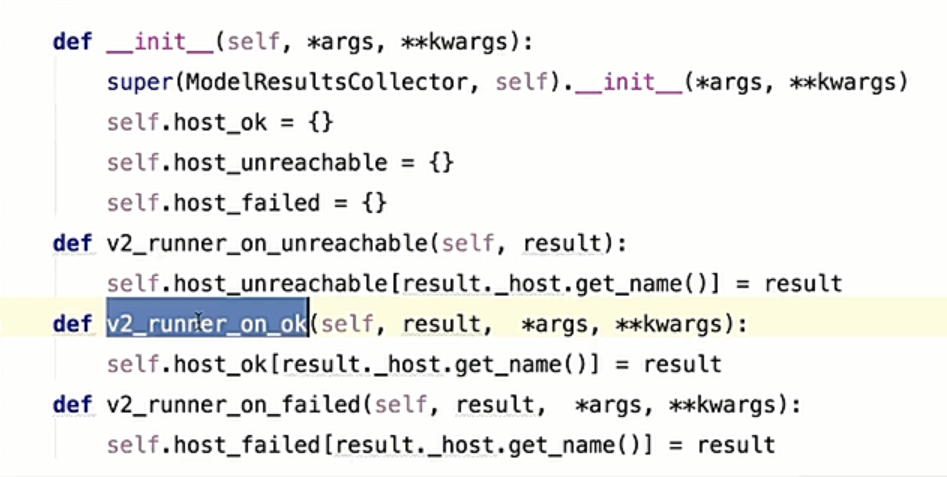 def __init__(self, *args, **kwargs):
super(ModelResultsCollector, self).__init__(*args, **kwargs)
self.host_ok = {}
self.host_unreachable = {}
self.host_failed = {}
def v2_runner_on_unreachable(self, result):
self.host_unreachable[result._host.get_name()] = result
def v2_runner_on_ok(self, result,  *args, **kwargs):
self.host_ok[result._host.get_name()] = result
def v2_runner_on_failed(self, result,  *args, **kwargs):
self.host_failed[result._host.get_name()] = result